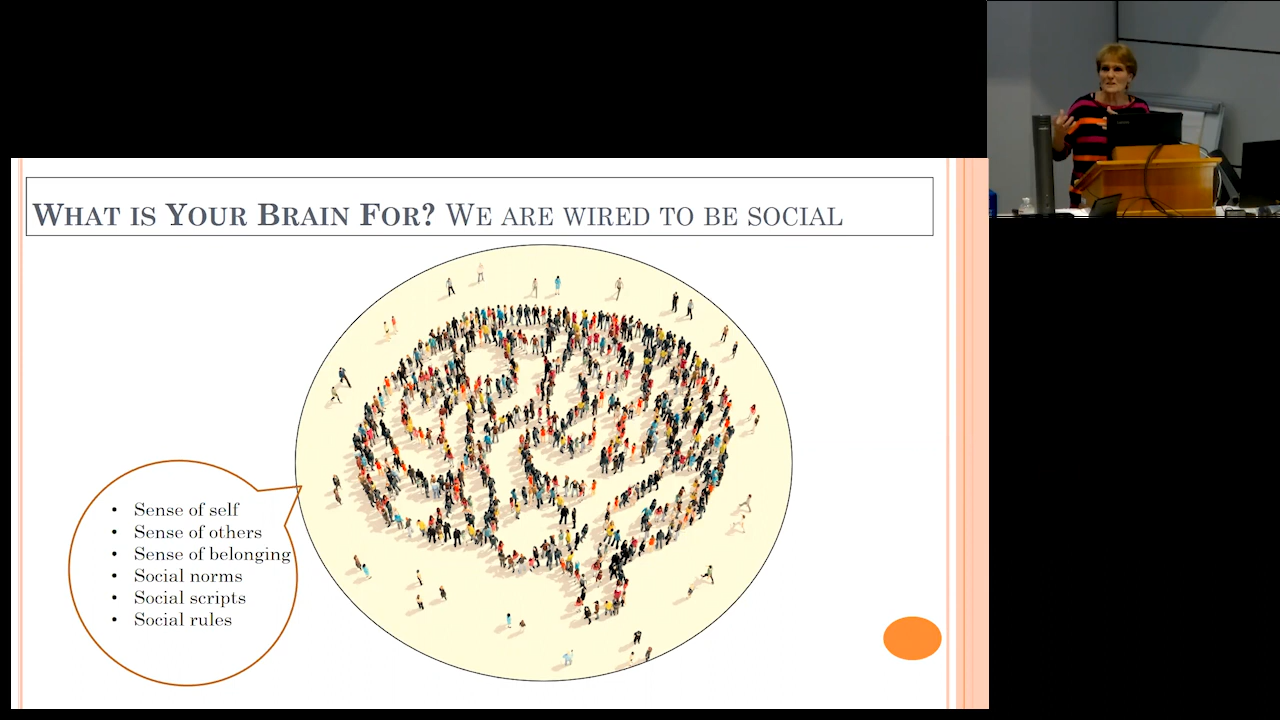 WHAT IS YOUR BRAIN FOR? WE ARE WIRED TO BE SOCIAL
• Sense of self
• Sense of others
• Sense of belonging
• Social norms
• Social scripts
• Social rules